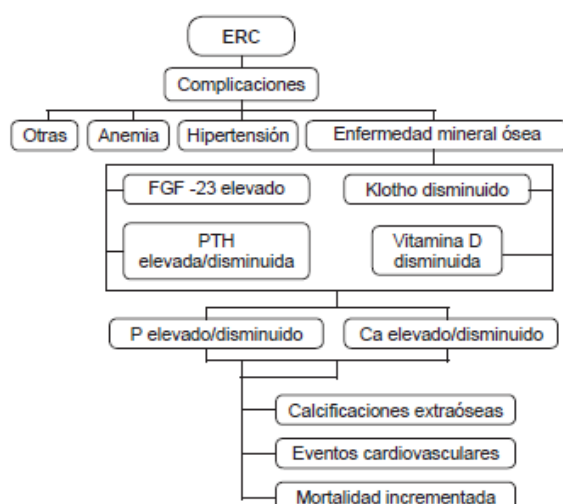 ERC
Complicaciones
Otras
Anemia
Hipertensión
Enfermedad mineral ósea
FGF -23 elevado
Klotho disminuido
PTH
elevada/disminuida
Vitamina D
disminuida
P elevado/disminuido
Ca elevado/disminuido
Calcificaciones extraóseas
Eventos cardiovasculares
Mortalidad incrementada